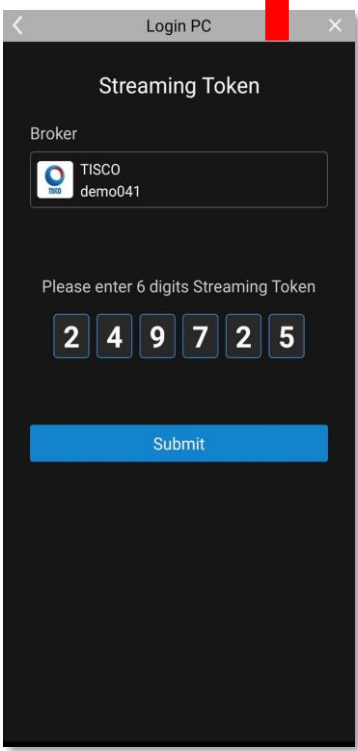 Login PC
Streaming Token
Broker
TISCO
TISCO
demo041
Please enter 6 digits Streaming Token
2 4 9 7 2 5
Submit